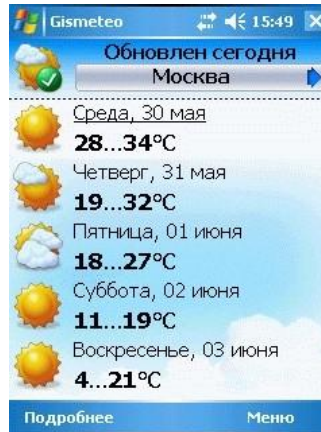 Gismeteo 15:49
Обновлен сегодня
Москва
Среда, 30 мая
28...34°C
Четверг, 31 мая
19...32°C
Пятница, 01 июня
18...27°C
Суббота, 02 июня
11...19°C
Воскресенье, 03 июня
4...21°C
Подробнее Меню